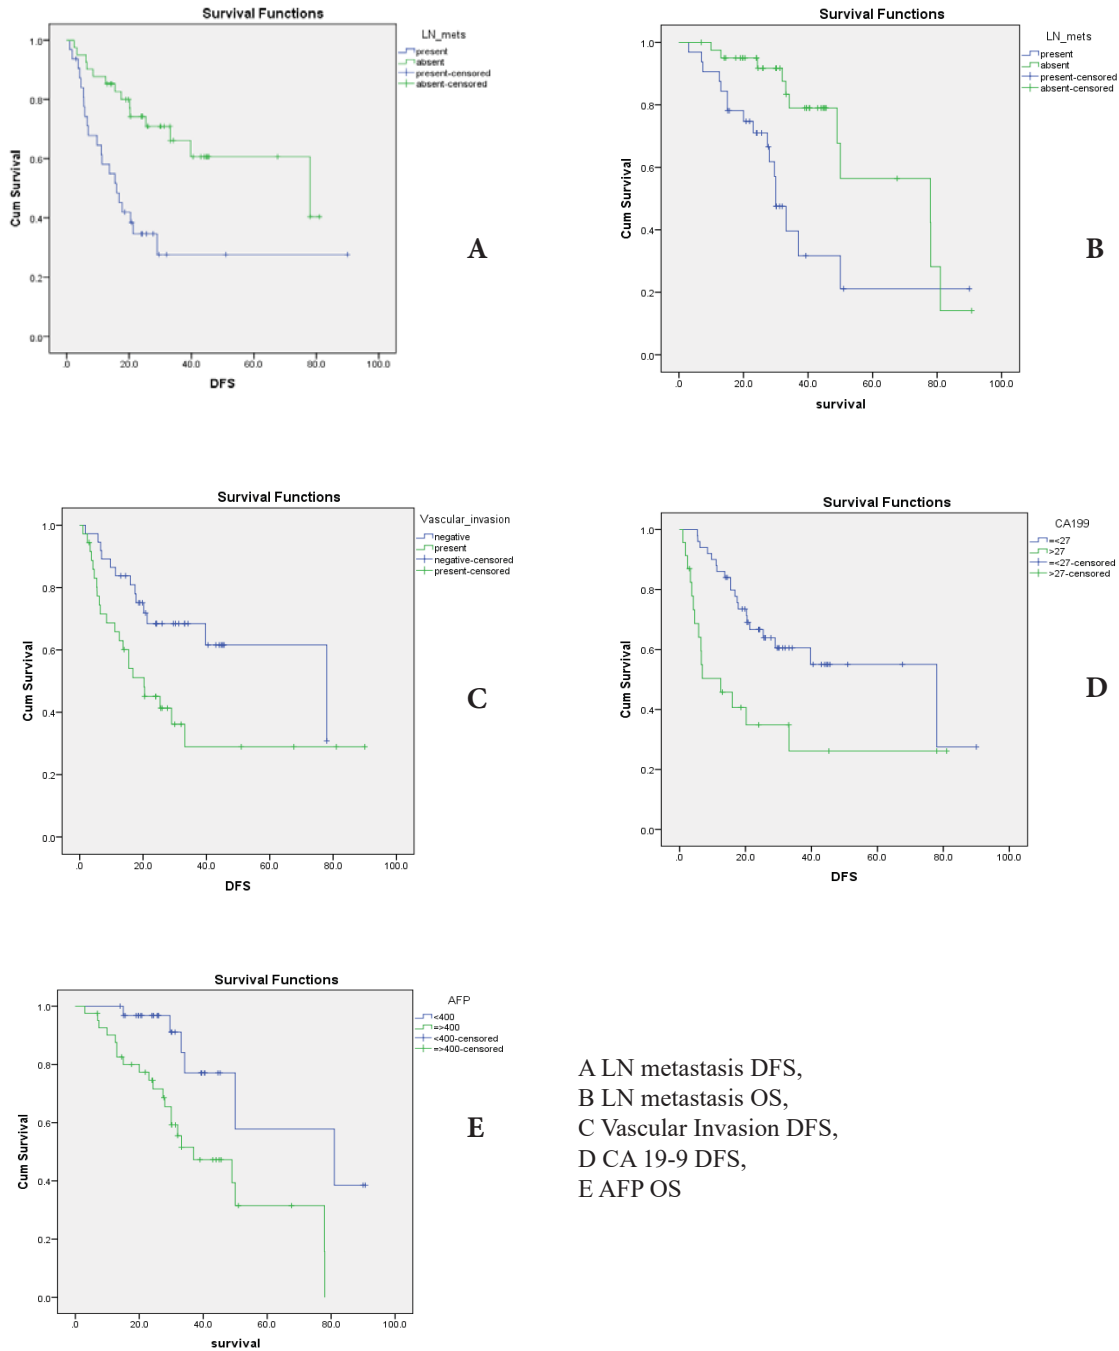 Survival Functions
LN_mets
present
absent
present-censored
absent-censored
Cum Survival
1.0
0.8
0.6
0.4
0.2
0.0
.0 20.0 40.0 60.0 80.0 100.0
DFS
A
Survival Functions
LN_mets
present
absent
present-censored
absent-censored
Cum Survival
1.0
0.8
0.6
0.4
0.2
0.0
.0 20.0 40.0 60.0 80.0 100.0
survival
B
Survival Functions
Vascular_invasion
negative
present
negative-censored
present-censored
Cum Survival
1.0
0.8
0.6
0.4
0.2
0.0
.0 20.0 40.0 60.0 80.0 100.0
DFS
C
Survival Functions
CA199
=<27
>27
=<27-censored
>27-censored
Cum Survival
1.0
0.8
0.6
0.4
0.2
0.0
.0 20.0 40.0 60.0 80.0 100.0
DFS
D
Survival Functions
AFP
<400
=>400
<400-censored
=>400-censored
Cum Survival
1.0
0.8
0.6
0.4
0.2
0.0
.0 20.0 40.0 60.0 80.0 100.0
survival
E
A LN metastasis DFS,
B LN metastasis OS,
C Vascular Invasion DFS,
D CA 19-9 DFS,
E AFP OS